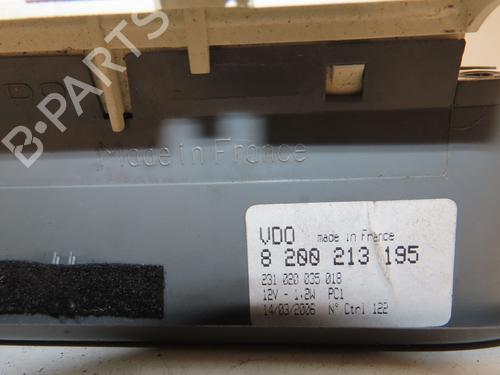 B-PARTS
Made in France
VDO made in France
8 200 213 195
231 020 035 018
12V - 1.2W PC1
14/03/2006 N° Ctrl 122